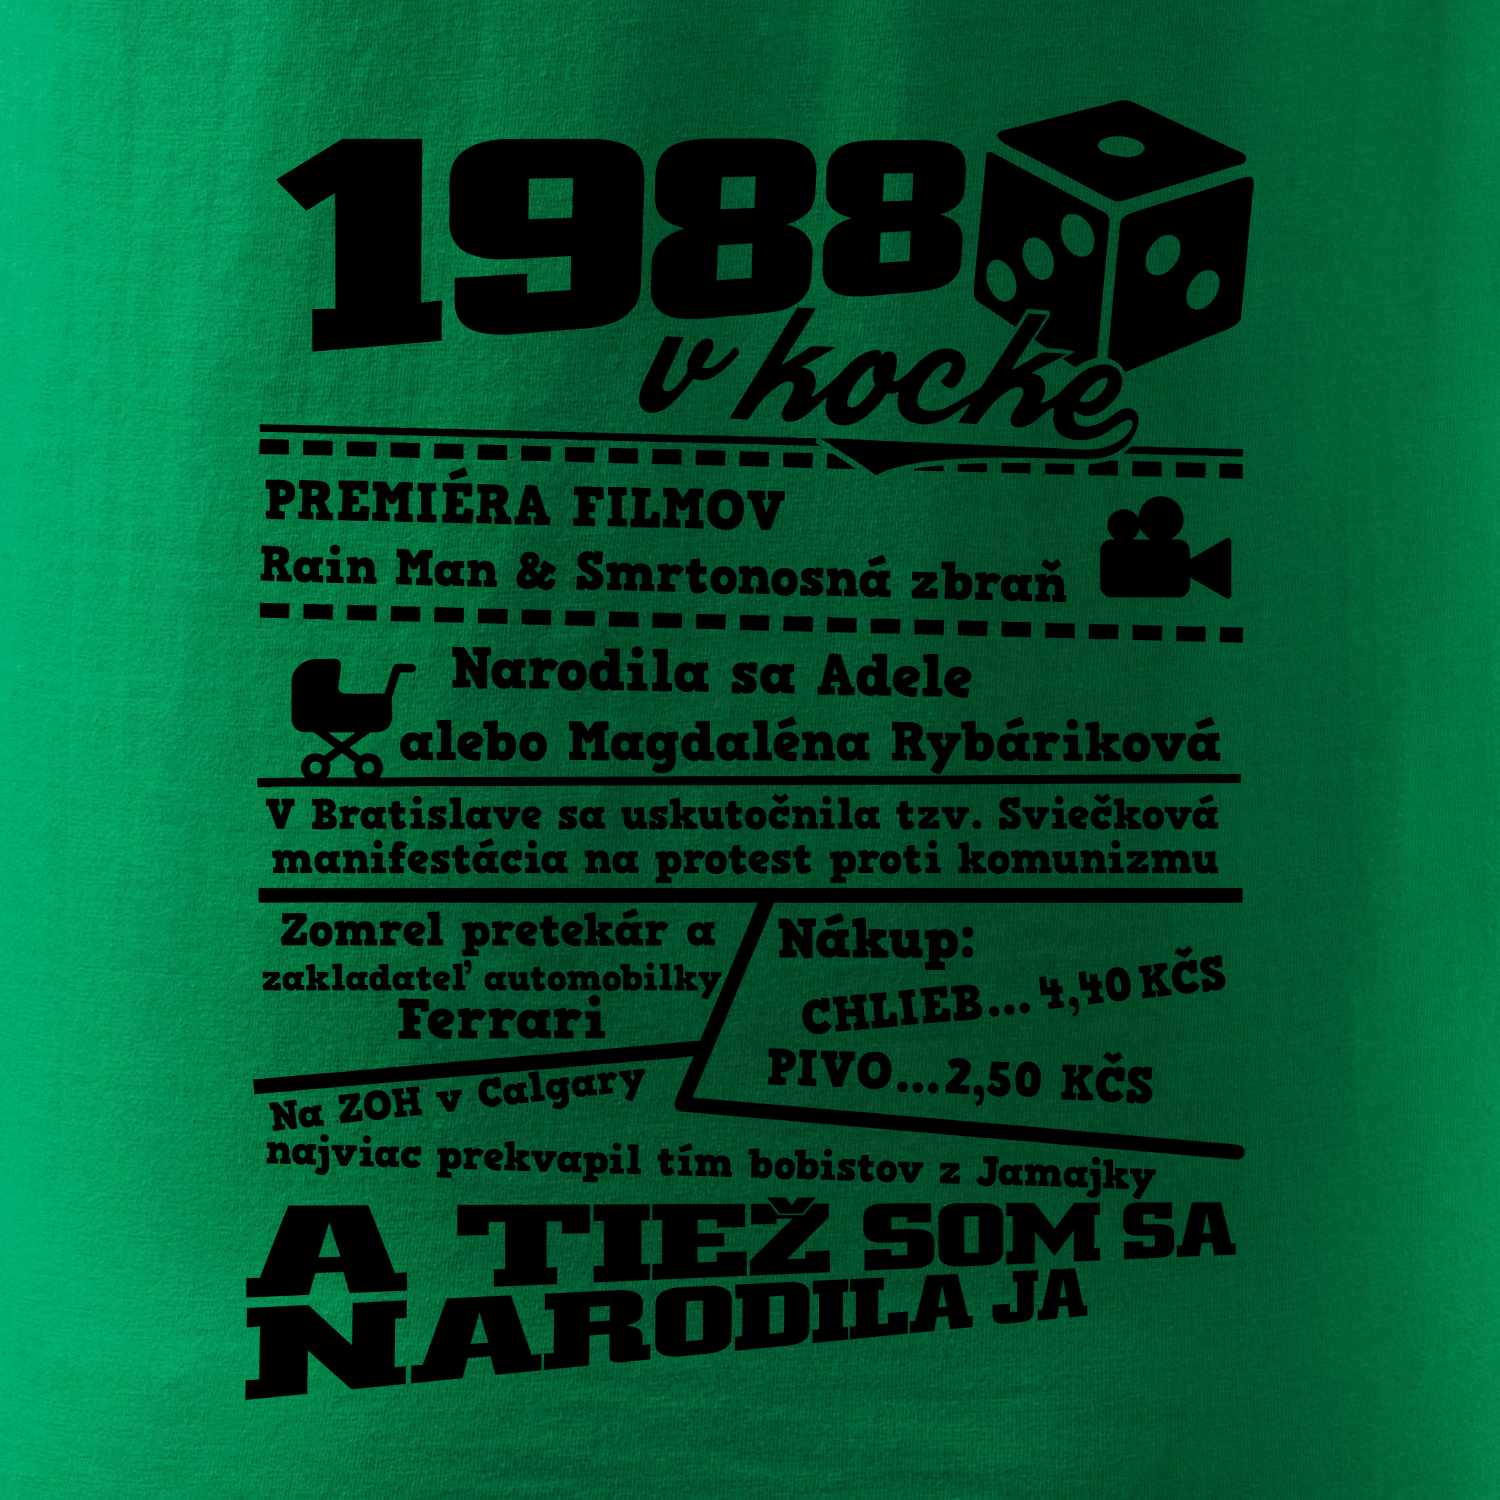 1988
v kocke
PREMIÉRA FILMOV
Rain Man & Smrtonosná zbraň
Narodila sa Adele
alebo Magdaléna Rybáriková
V Bratislave sa uskutočnila tzv. Sviečková
manifestácia na protest proti komunizmu
Zomrel pretekár a
zakladateľ automobilky
Ferrari
Nákup:
CHLIEB...4,40 KČS
PIVO...2,50 KČS
Na ZOH v Calgary
najviac prekvapil tím bobistov z Jamajky
A TIEŽ SOM SA
NARODILA JA